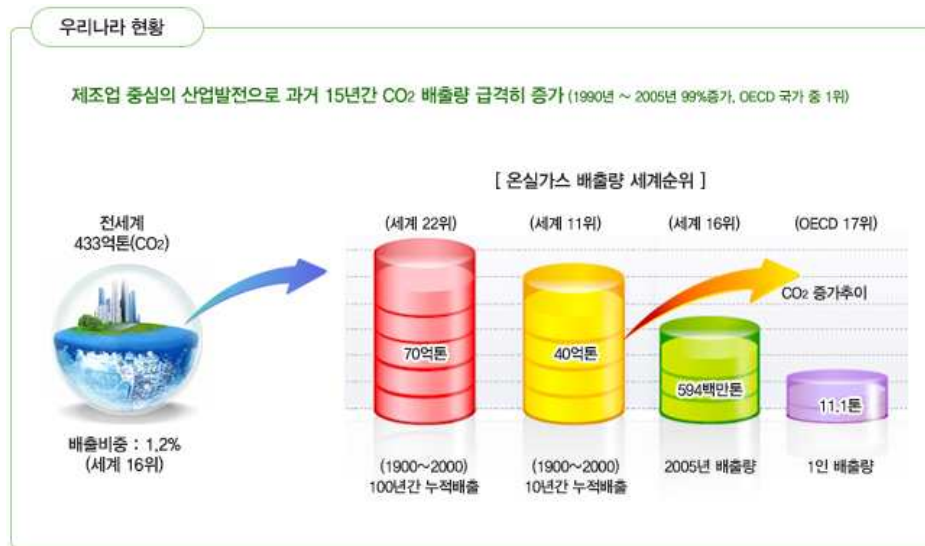 우리나라 현황
제조업 중심의 산업발전으로 과거 15년간 CO₂ 배출량 급격히 증가 (1990년 ~ 2005년 99%증가, OECD 국가 중 1위)
[ 온실가스 배출량 세계순위 ]
전세계
433억톤(CO₂)
(세계 22위)
(세계 11위)
(세계 16위)
(OECD 17위)
CO₂ 증가추이
70억톤
40억톤
594백만톤
11.1톤
배출비중 : 1.2%
(세계 16위)
(1900~2000)
100년간 누적배출
(1900~2000)
10년간 누적배출
2005년 배출량
1인 배출량